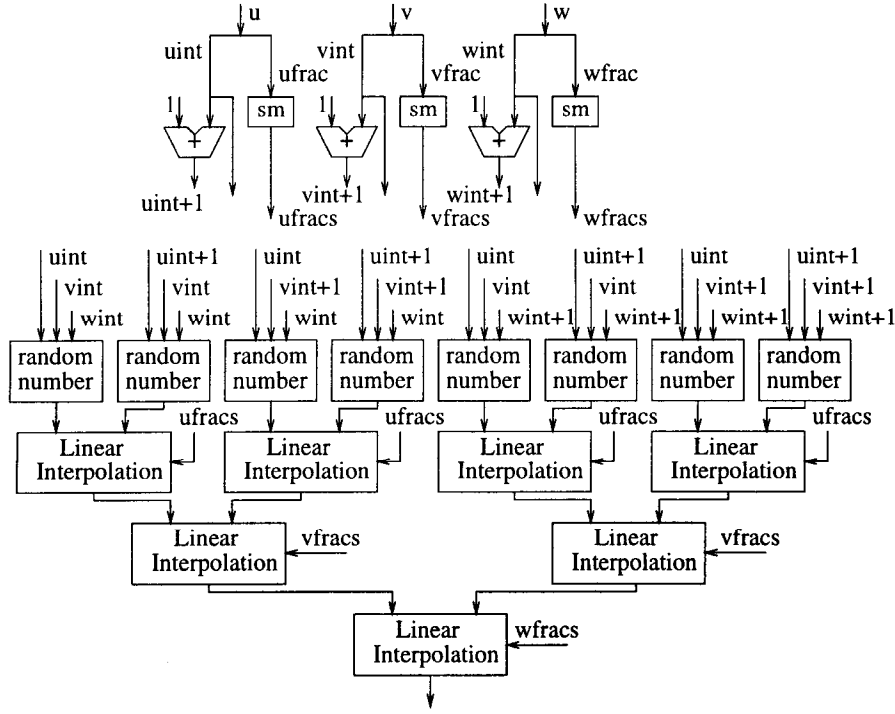 u v w
uint ufrac vint vfrac wint wfrac
1 sm 1 sm 1 sm
+ + +
uint+1 vint+1 wint+1
ufracs vfracs wfracs
uint uint+1 uint uint+1 uint uint+1 uint uint+1
vint vint vint+1 vint+1 vint vint vint+1 vint+1
wint wint wint wint wint+1 wint+1 wint+1 wint+1
random random random random random random random random
number number number number number number number number
ufracs ufracs ufracs ufracs
Linear Linear Linear Linear
Interpolation Interpolation Interpolation Interpolation
Linear vfracs Linear vfracs
Interpolation Interpolation
Linear wfracs
Interpolation